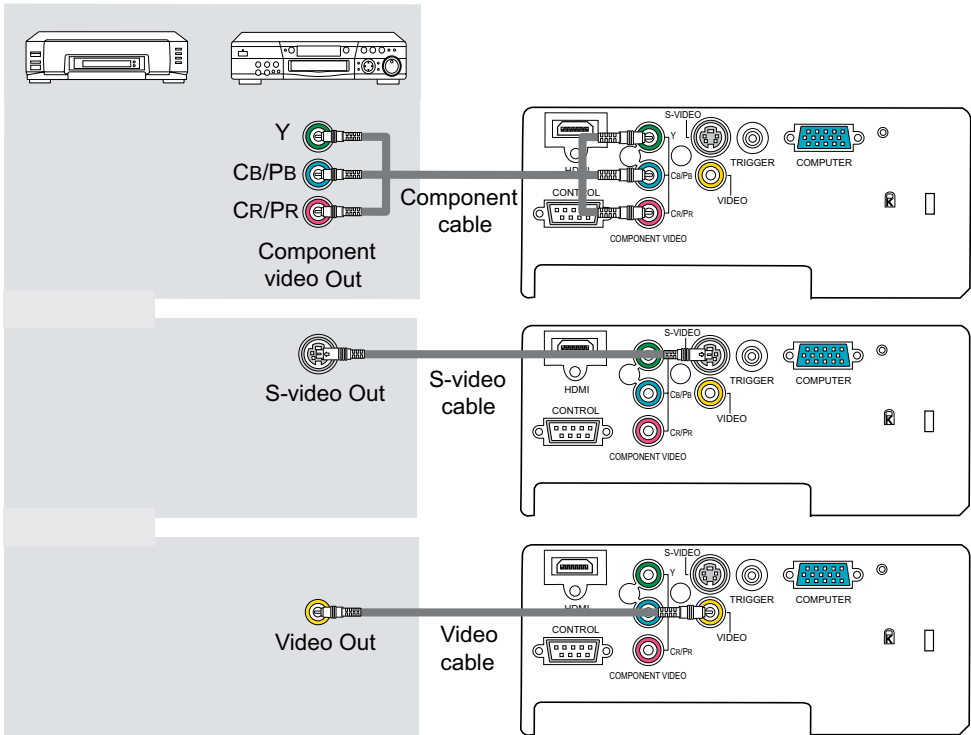 Y
CB/PB
CR/PR
Component
video Out
Component
cable
S-VIDEO
Y
HDMI
CB/PB
TRIGGER
COMPUTER
VIDEO
CONTROL
CR/PR
COMPONENT VIDEO
K
S-video Out
S-video
cable
S-VIDEO
HDMI
CB/PB
TRIGGER
COMPUTER
VIDEO
CONTROL
CR/PR
COMPONENT VIDEO
K
Video Out
Video
cable
S-VIDEO
Y
HDMI
TRIGGER
COMPUTER
VIDEO
CONTROL
CR/PR
COMPONENT VIDEO
K